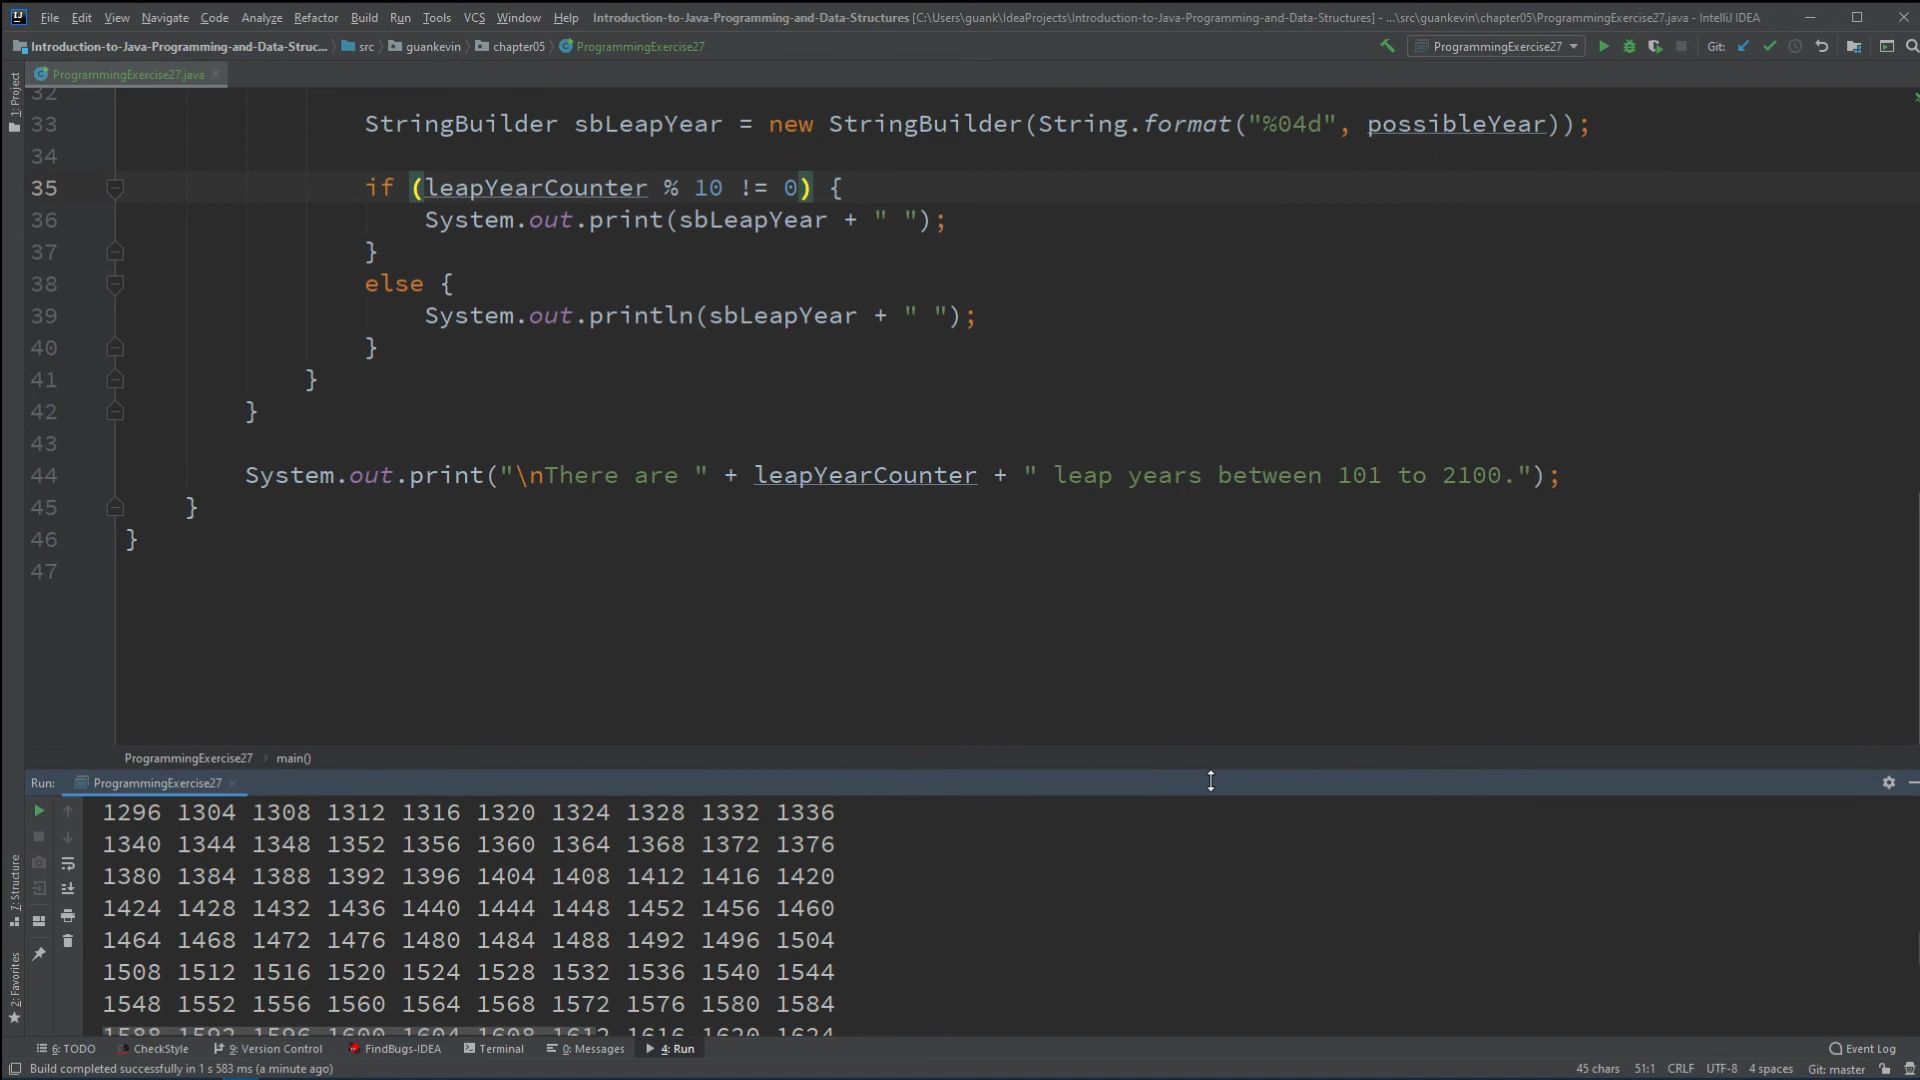 File Edit View Navigate Code Analyze Refactor Build Run Tools VCS Window Help Introduction-to-Java-Programming-and-Data-Structures [C:\Users\guank\IdeaProjects\Introduction-to-Java-Programming-and-Data-Structures] - ...\src\guankevin\chapter05\ProgrammingExercise27.java - IntelliJ IDEA
Introduction-to-Java-Programming-and-Data-Struc... src guankevin chapter05 ProgrammingExercise27 ProgrammingExercise27 Git:
ProgrammingExercise27.java
1: Project
32
33 StringBuilder sbLeapYear = new StringBuilder(String.format("%04d", possibleYear));
34
35 if (leapYearCounter % 10 != 0) {
36 System.out.print(sbLeapYear + " ");
37 }
38 else {
39 System.out.println(sbLeapYear + " ");
40 }
41 }
42 }
43
44 System.out.print("\nThere are " + leapYearCounter + " leap years between 101 to 2100.");
45 }
46 }
47
ProgrammingExercise27 main()
Run: ProgrammingExercise27
1296 1304 1308 1312 1316 1320 1324 1328 1332 1336
1340 1344 1348 1352 1356 1360 1364 1368 1372 1376
1380 1384 1388 1392 1396 1404 1408 1412 1416 1420
1424 1428 1432 1436 1440 1444 1448 1452 1456 1460
1464 1468 1472 1476 1480 1484 1488 1492 1496 1504
1508 1512 1516 1520 1524 1528 1532 1536 1540 1544
1548 1552 1556 1560 1564 1568 1572 1576 1580 1584
1588 1592 1596 1600 1604 1608 1612 1616 1620 1624
7: Structure
2: Favorites
6: TODO CheckStyle 9: Version Control FindBugs-IDEA Terminal 0: Messages 4: Run Event Log
Build completed successfully in 1 s 583 ms (a minute ago) 45 chars 51:1 CRLF UTF-8 4 spaces Git: master